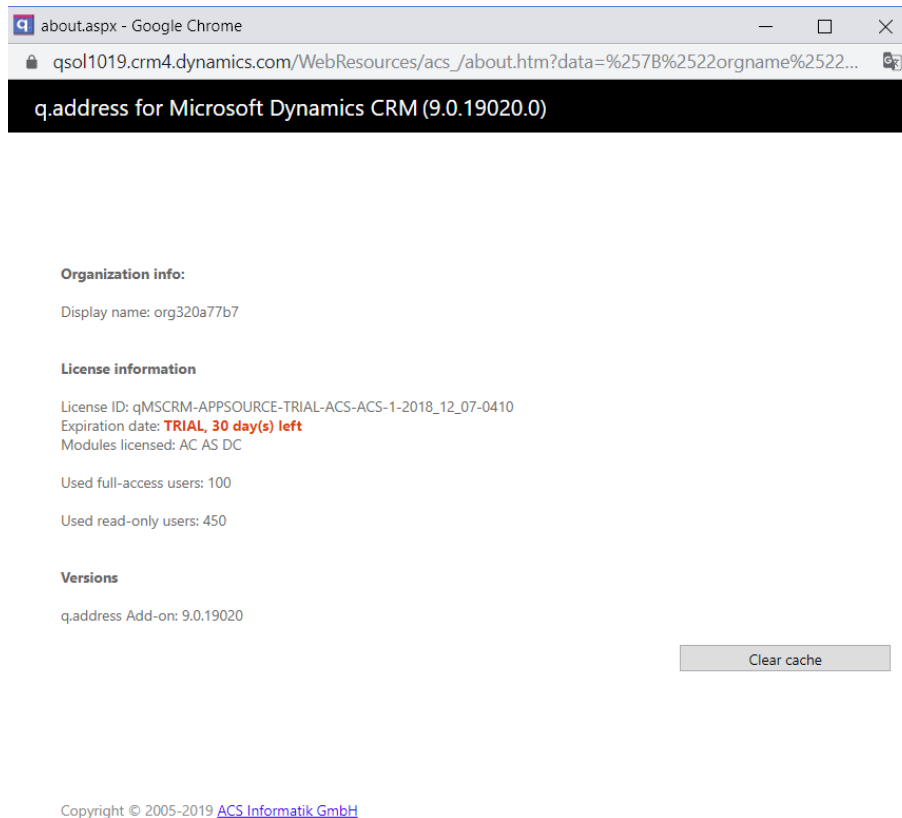 q about.aspx - Google Chrome
qsol1019.crm4.dynamics.com/WebResources/acs_/about.htm?data=%257B%2522orgname%2522...
q.address for Microsoft Dynamics CRM (9.0.19020.0)
Organization info:
Display name: org320a77b7
License information
License ID: qMSCRM-APPSOURCE-TRIAL-ACS-ACS-1-2018_12_07-0410
Expiration date: TRIAL, 30 day(s) left
Modules licensed: AC AS DC
Used full-access users: 100
Used read-only users: 450
Versions
q.address Add-on: 9.0.19020
Clear cache
Copyright © 2005-2019 ACS Informatik GmbH